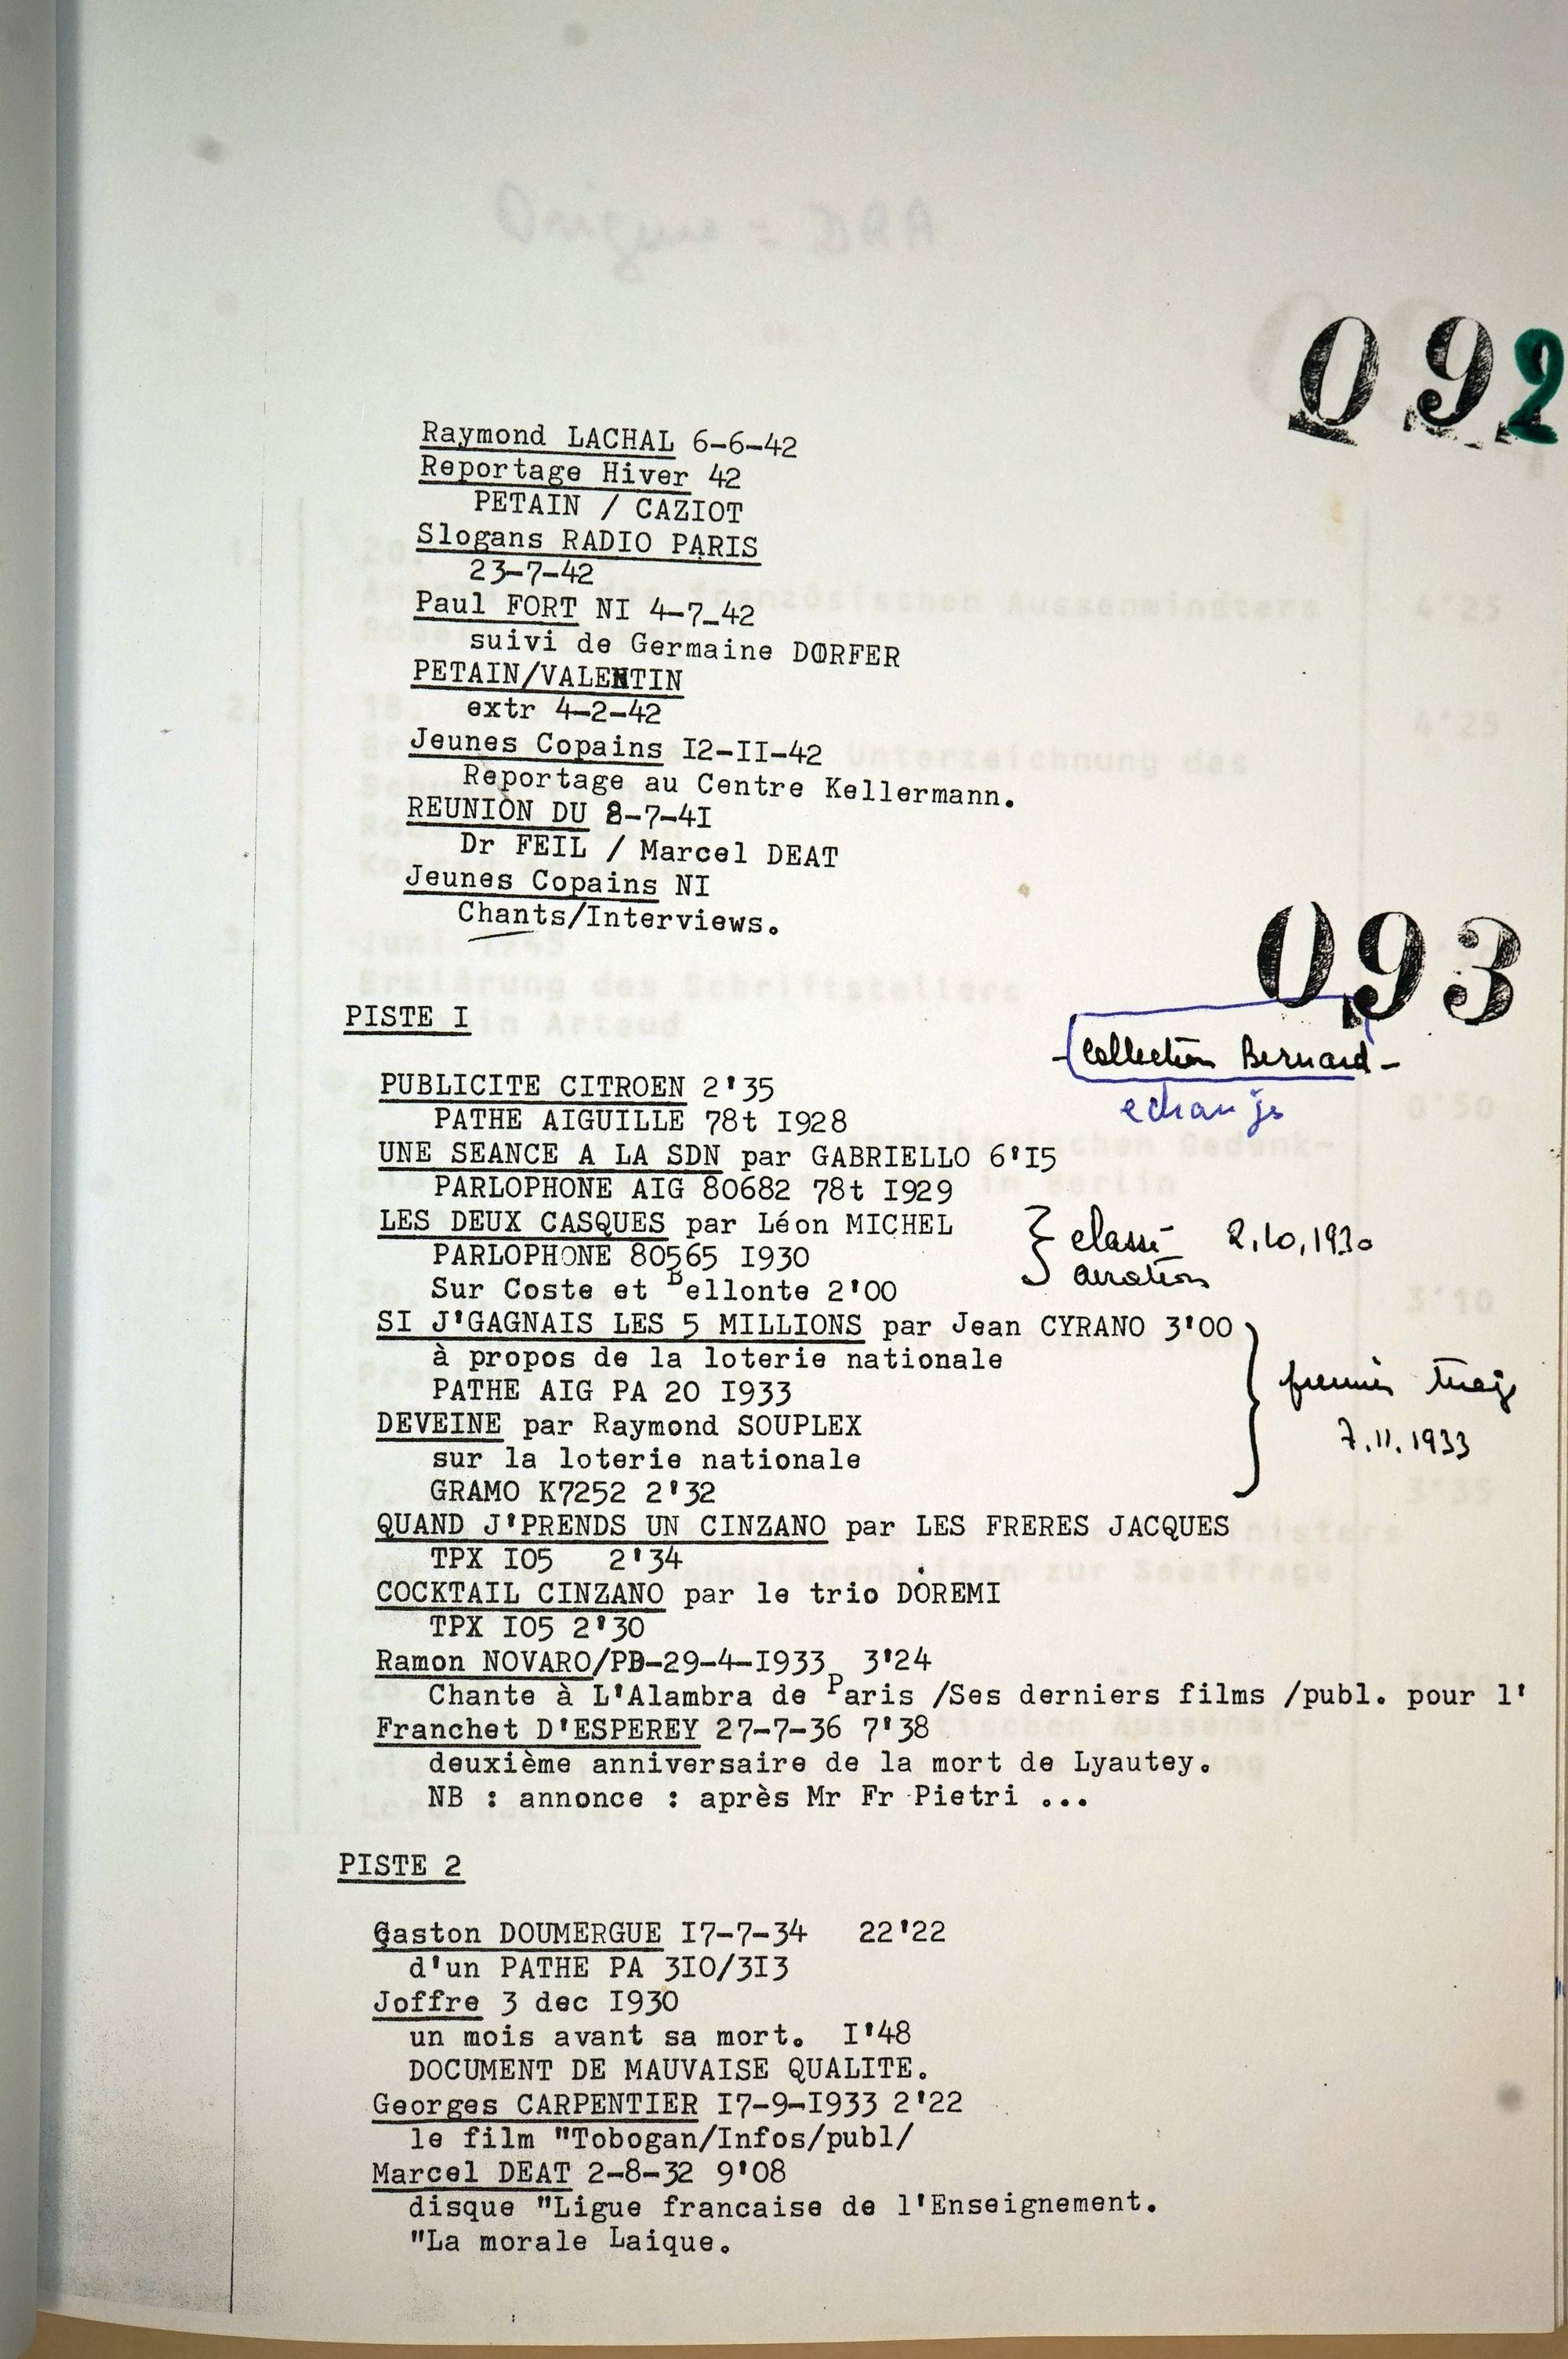 092
Raymond LACHAL 6-6-42
Reportage Hiver 42
PETAIN / CAZIOT
Slogans RADIO PARIS
23-7-42
Paul FORT NI 4-7_42
suivi de Germaine DORFER
PETAIN/VALENTIN
extr 4-2-42
Jeunes Copains I2-II-42
Reportage au Centre Kellermann.
REUNION DU 8-7-4I
Dr FEIL / Marcel DEAT
Jeunes Copains NI
Chants/Interviews.
093
PISTE I
- Collection Bernard -
echange
PUBLICITE CITROEN 2'35
PATHE AIGUILLE 78t I928
UNE SEANCE A LA SDN par GABRIELLO 6'I5
PARLOPHONE AIG 80682 78t I929
LES DEUX CASQUES par Léon MICHEL
PARLOPHONE 80565 I930
Sur Coste et Bellonte 2'00
classé 2.10.1930
aviation
SI J'GAGNAIS LES 5 MILLIONS par Jean CYRANO 3'00
à propos de la loterie nationale
PATHE AIG PA 20 I933
DEVEINE par Raymond SOUPLEX
sur la loterie nationale
GRAMO K7252 2'32
premier tirage
7.11.1933
QUAND J'PRENDS UN CINZANO par LES FRERES JACQUES
TPX I05 2'34
COCKTAIL CINZANO par le trio DOREMI
TPX I05 2'30
Ramon NOVARO/PB-29-4-I933 3'24
Chante à L'Alambra de Paris /Ses derniers films /publ. pour l'
Franchet D'ESPEREY 27-7-36 7'38
deuxième anniversaire de la mort de Lyautey.
NB : annonce : après Mr Fr Pietri ...
PISTE 2
Gaston DOUMERGUE I7-7-34 22'22
d'un PATHE PA 3I0/3I3
Joffre 3 dec I930
un mois avant sa mort. I'48
DOCUMENT DE MAUVAISE QUALITE.
Georges CARPENTIER I7-9-I933 2'22
le film "Tobogan/Infos/publ/
Marcel DEAT 2-8-32 9'08
disque "Ligue francaise de l'Enseignement.
"La morale Laique.